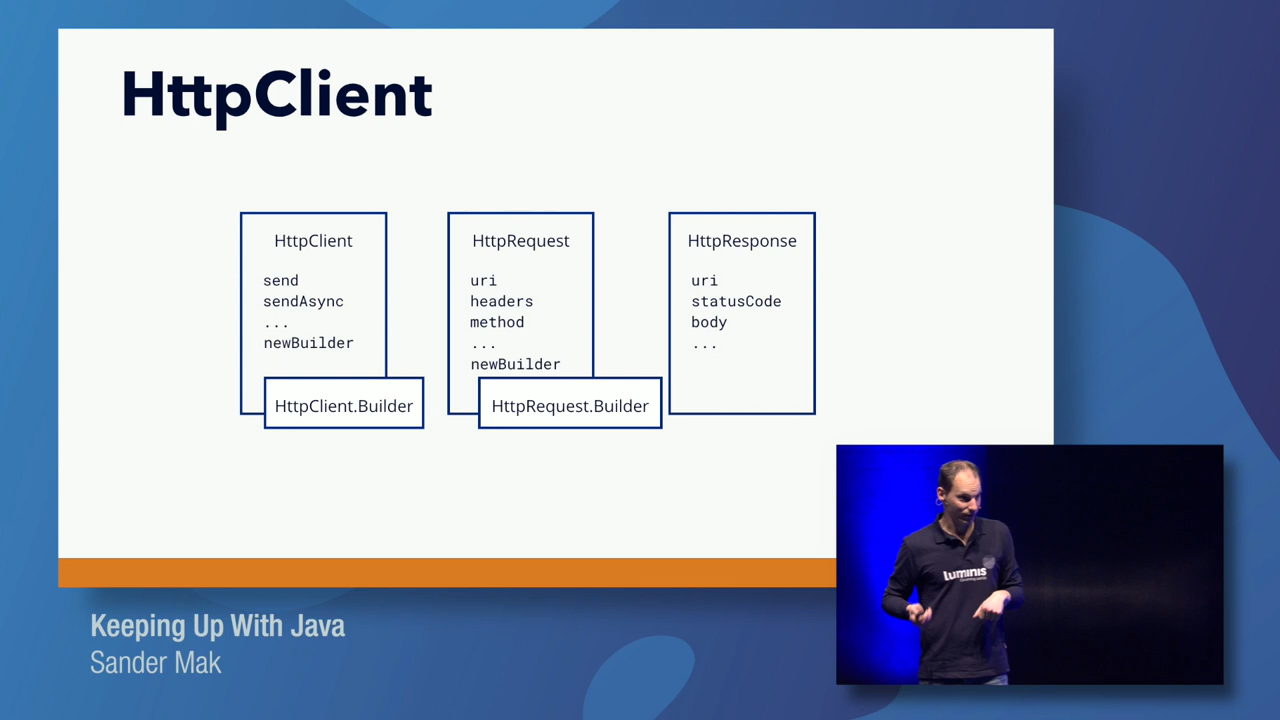 HttpClient
HttpClient
send
sendAsync
...
newBuilder
HttpClient.Builder
HttpRequest
uri
headers
method
...
newBuilder
HttpRequest.Builder
HttpResponse
uri
statusCode
body
...
Luminis
Keeping Up With Java
Sander Mak